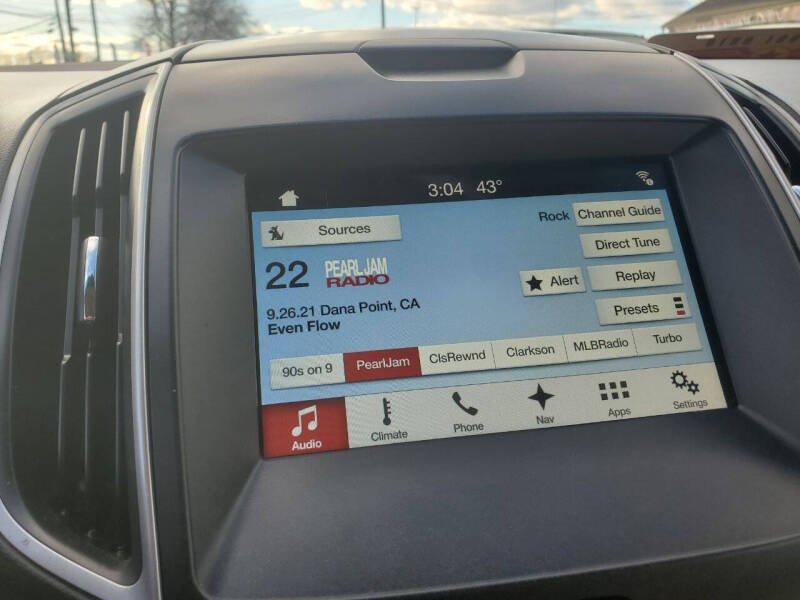 3:04 43°
Sources
Rock
Channel Guide
22
PEARL JAM
RADIO
Direct Tune
Alert
Replay
9.26.21 Dana Point, CA
Even Flow
Presets
90s on 9
PearlJam
ClsRewnd
Clarkson
MLBRadio
Turbo
Audio
Climate
Phone
Nav
Apps
Settings